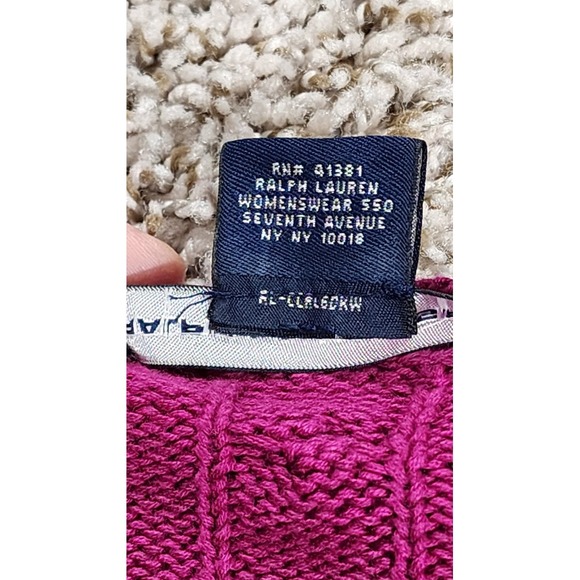 RN# 41381
RALPH LAUREN
WOMENSWEAR 550
SEVENTH AVENUE
NY NY 10018